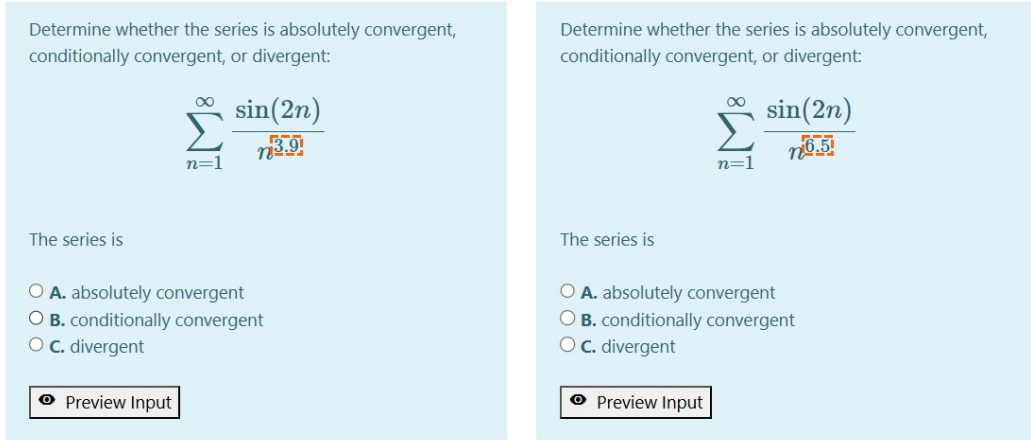 Determine whether the series is absolutely convergent,
conditionally convergent, or divergent:
∞
∑ sin(2n) / n^3.9
n=1
The series is
A. absolutely convergent
B. conditionally convergent
C. divergent
Preview Input
Determine whether the series is absolutely convergent,
conditionally convergent, or divergent:
∞
∑ sin(2n) / n^6.5
n=1
The series is
A. absolutely convergent
B. conditionally convergent
C. divergent
Preview Input